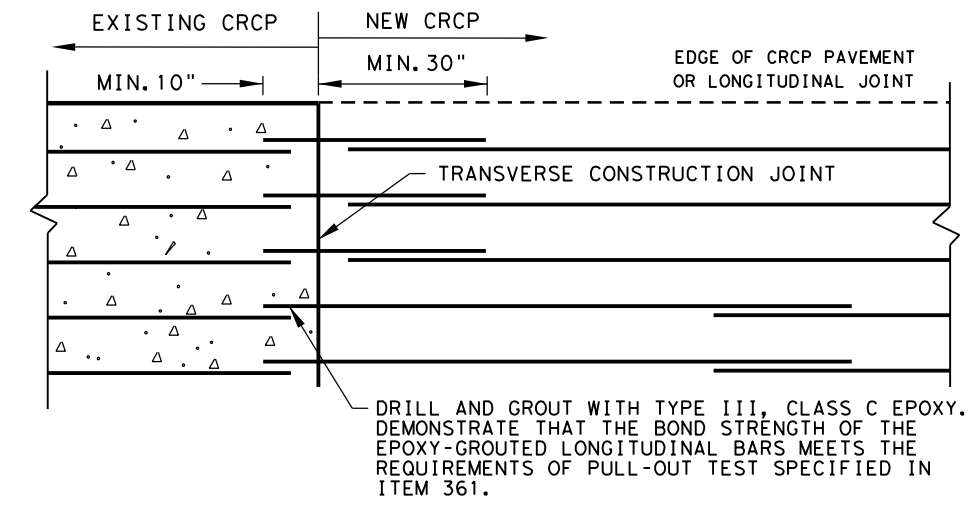 EXISTING CRCP
NEW CRCP
MIN. 10"
MIN. 30"
EDGE OF CRCP PAVEMENT
OR LONGITUDINAL JOINT
TRANSVERSE CONSTRUCTION JOINT
DRILL AND GROUT WITH TYPE III, CLASS C EPOXY.
DEMONSTRATE THAT THE BOND STRENGTH OF THE
EPOXY-GROUTED LONGITUDINAL BARS MEETS THE
REQUIREMENTS OF PULL-OUT TEST SPECIFIED IN
ITEM 361.